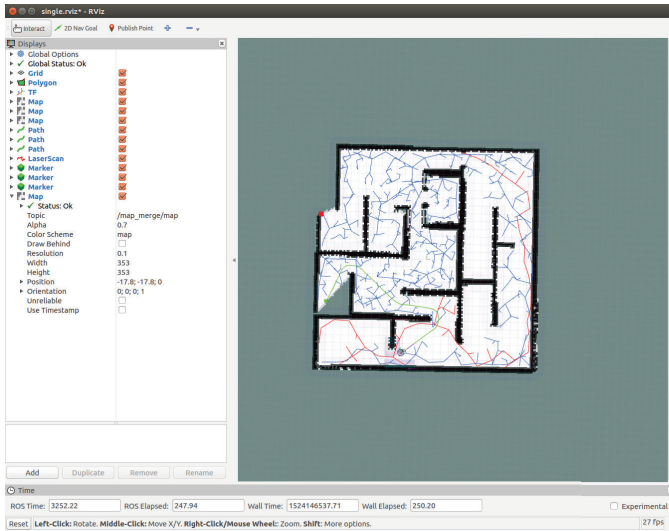 single.rviz* - RViz
Interact 2D Nav Goal Publish Point
Displays
Global Options
Global Status: Ok
Grid
Polygon
TF
Map
Map
Map
Path
Path
Path
LaserScan
Marker
Marker
Marker
Map
Status: Ok
Topic /map_merge/map
Alpha 0.7
Color Scheme map
Draw Behind
Resolution 0.1
Width 353
Height 353
Position -17.8; -17.8; 0
Orientation 0; 0; 0; 1
Unreliable
Use Timestamp
Add Duplicate Remove Rename
Time
ROS Time: 3252.22 ROS Elapsed: 247.94 Wall Time: 1524146537.71 Wall Elapsed: 250.20 Experimental
Reset Left-Click: Rotate. Middle-Click: Move X/Y. Right-Click/Mouse Wheel:: Zoom. Shift: More options. 27 fps